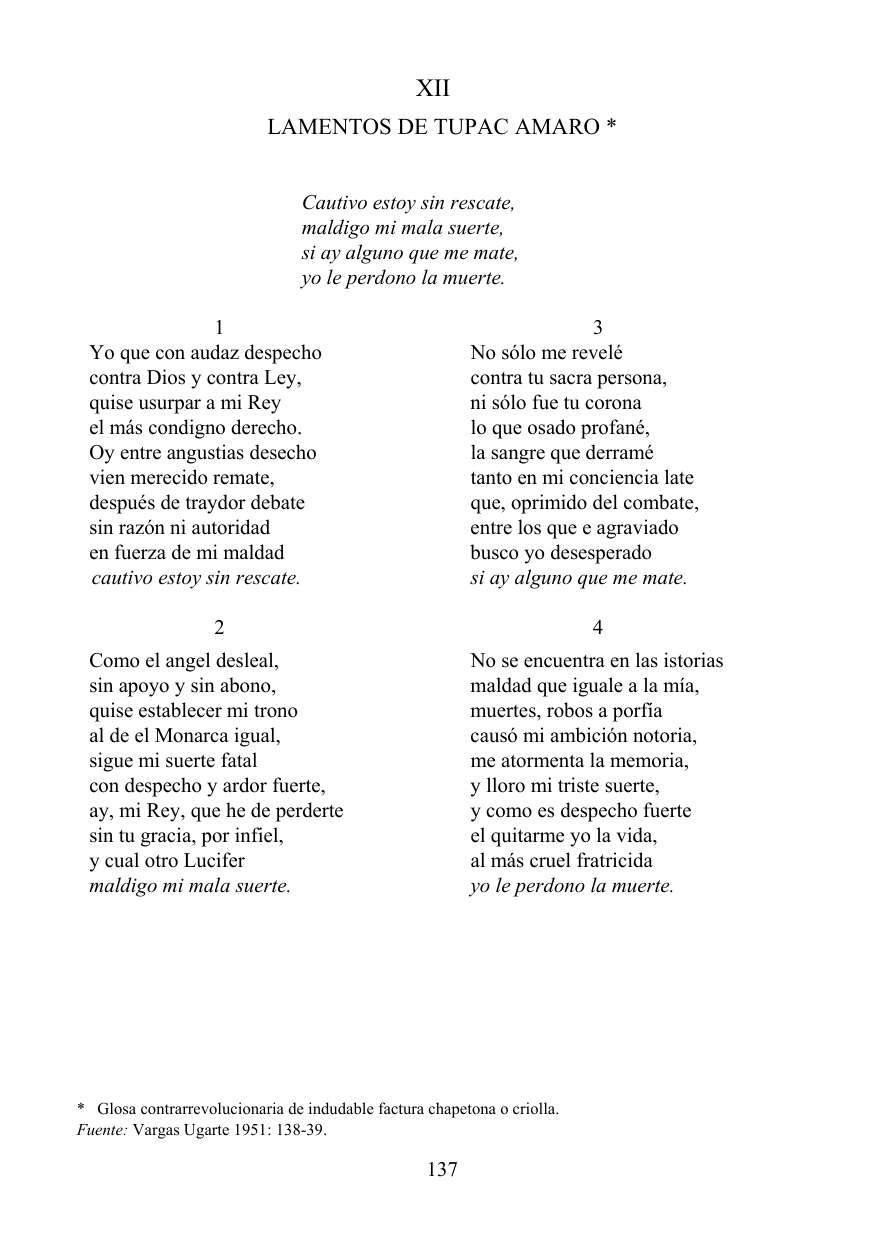 XII
LAMENTOS DE TUPAC AMARO *
Cautivo estoy sin rescate,
maldigo mi mala suerte,
si ay alguno que me mate,
yo le perdono la muerte.
1
Yo que con audaz despecho
contra Dios y contra Ley,
quise usurpar a mi Rey
el más condigno derecho.
Oy entre angustias desecho
vien merecido remate,
después de traydor debate
sin razón ni autoridad
en fuerza de mi maldad
cautivo estoy sin rescate.
2
Como el angel desleal,
sin apoyo y sin abono,
quise establecer mi trono
al de el Monarca igual,
sigue mi suerte fatal
con despecho y ardor fuerte,
ay, mi Rey, que he de perderte
sin tu gracia, por infiel,
y cual otro Lucifer
maldigo mi mala suerte.
3
No sólo me revelé
contra tu sacra persona,
ni sólo fue tu corona
lo que osado profané,
la sangre que derramé
tanto en mi conciencia late
que, oprimido del combate,
entre los que e agraviado
busco yo desesperado
si ay alguno que me mate.
4
No se encuentra en las istorias
maldad que iguale a la mía,
muertes, robos a porfía
causó mi ambición notoria,
me atormenta la memoria,
y lloro mi triste suerte,
y como es despecho fuerte
el quitarme yo la vida,
al más cruel fratricida
yo le perdono la muerte.
* Glosa contrarrevolucionaria de indudable factura chapetona o criolla.
Fuente: Vargas Ugarte 1951: 138-39.
137